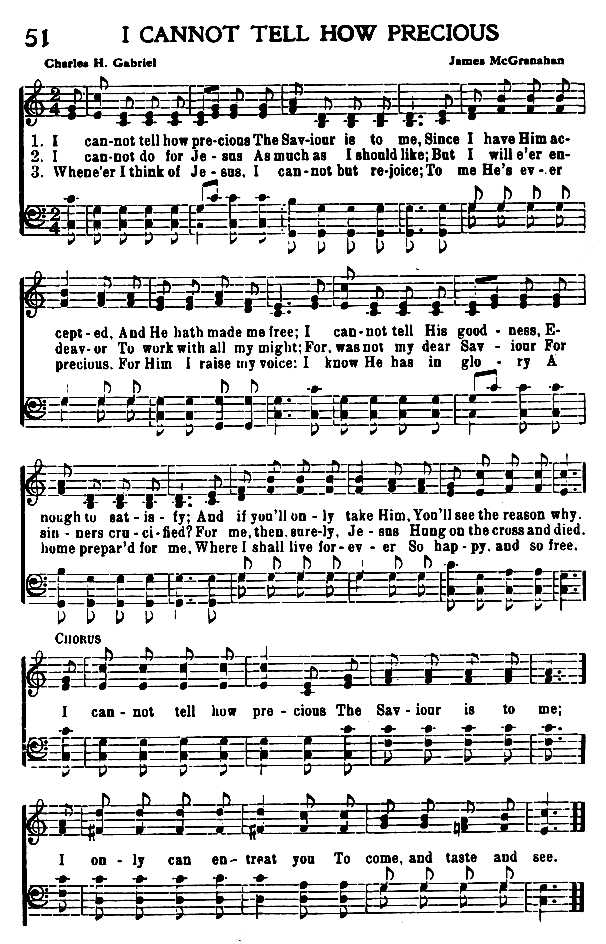 51 I CANNOT TELL HOW PRECIOUS
Charles H. Gabriel James McGranahan
1. I can-not tell how pre-cious The Sav-iour is to me, Since I have Him ac-
2. I can-not do for Je-sus As much as I should like; But I will e'er en-
3. Whene'er I think of Je-sus, I can-not but re-joice; To me He's ev-er
cept-ed, And He hath made me free; I can-not tell His good-ness, E-
deav-or To work with all my might; For, was not my dear Sav-iour For
precious. For Him I raise my voice: I know He has in glo-ry A
nough to sat-is-fy; And if you'll on-ly take Him, You'll see the reason why.
sin-ners cru-ci-fied? For me, then, sure-ly, Je-sus Hung on the cross and died.
home prepar'd for me, Where I shall live for-ev-er So hap-py, and so free.
CHORUS
I can-not tell how pre-cious The Sav-iour is to me;
I on-ly can en-treat you To come, and taste and see.